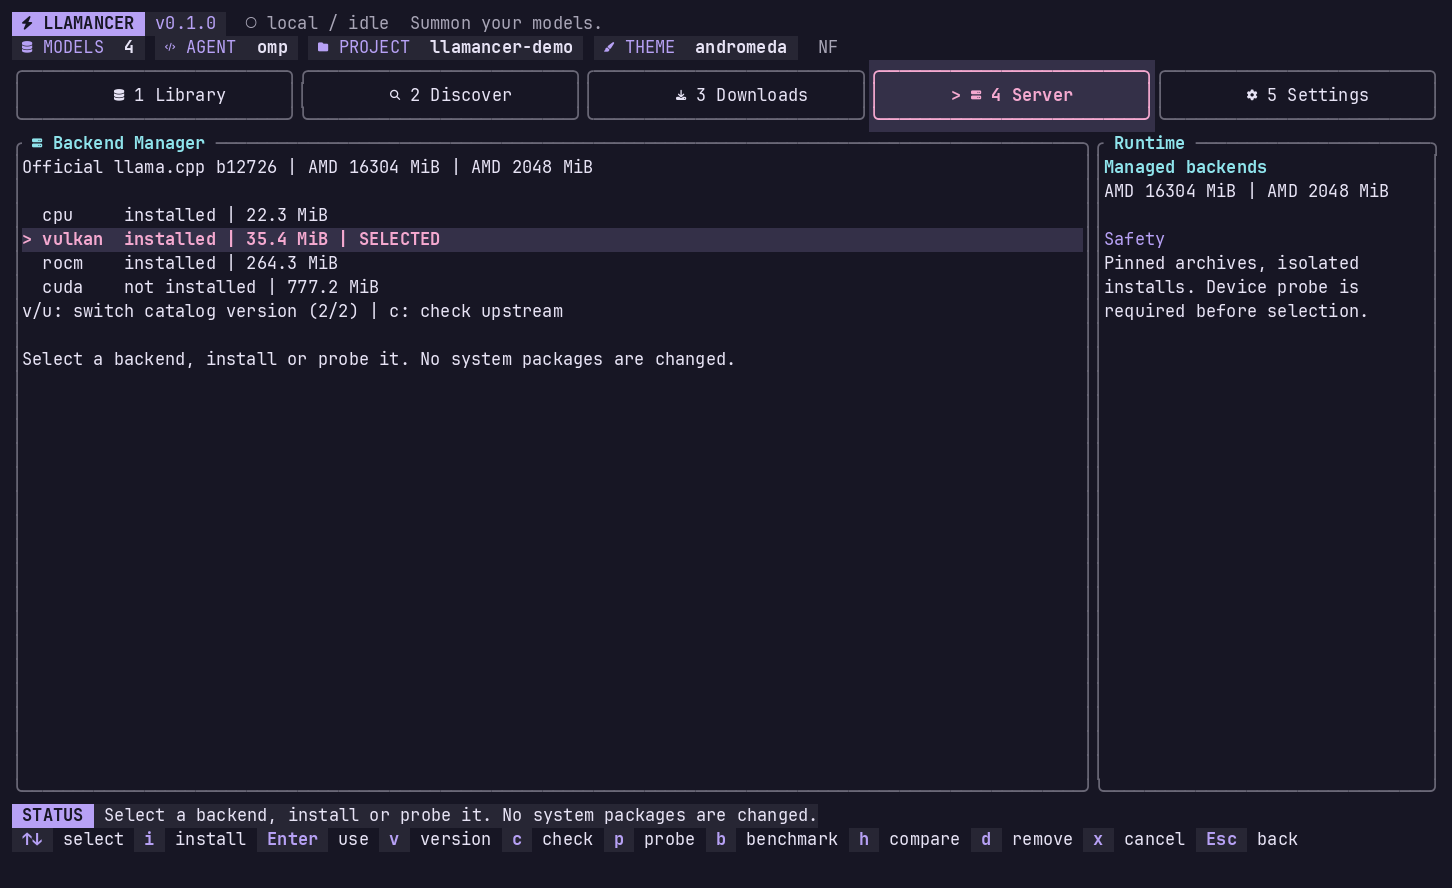 LLAMANCER v0.1.0 local / idle Summon your models.
MODELS 4 </> AGENT omp PROJECT llamancer-demo THEME andromeda NF
1 Library
2 Discover
3 Downloads
> 4 Server
5 Settings
Backend Manager
Official llama.cpp b12726 | AMD 16304 MiB | AMD 2048 MiB
cpu installed | 22.3 MiB
> vulkan installed | 35.4 MiB | SELECTED
rocm installed | 264.3 MiB
cuda not installed | 777.2 MiB
v/u: switch catalog version (2/2) | c: check upstream
Select a backend, install or probe it. No system packages are changed.
Runtime
Managed backends
AMD 16304 MiB | AMD 2048 MiB
Safety
Pinned archives, isolated
installs. Device probe is
required before selection.
STATUS Select a backend, install or probe it. No system packages are changed.
↑↓ select i install Enter use v version c check p probe b benchmark h compare d remove x cancel Esc back